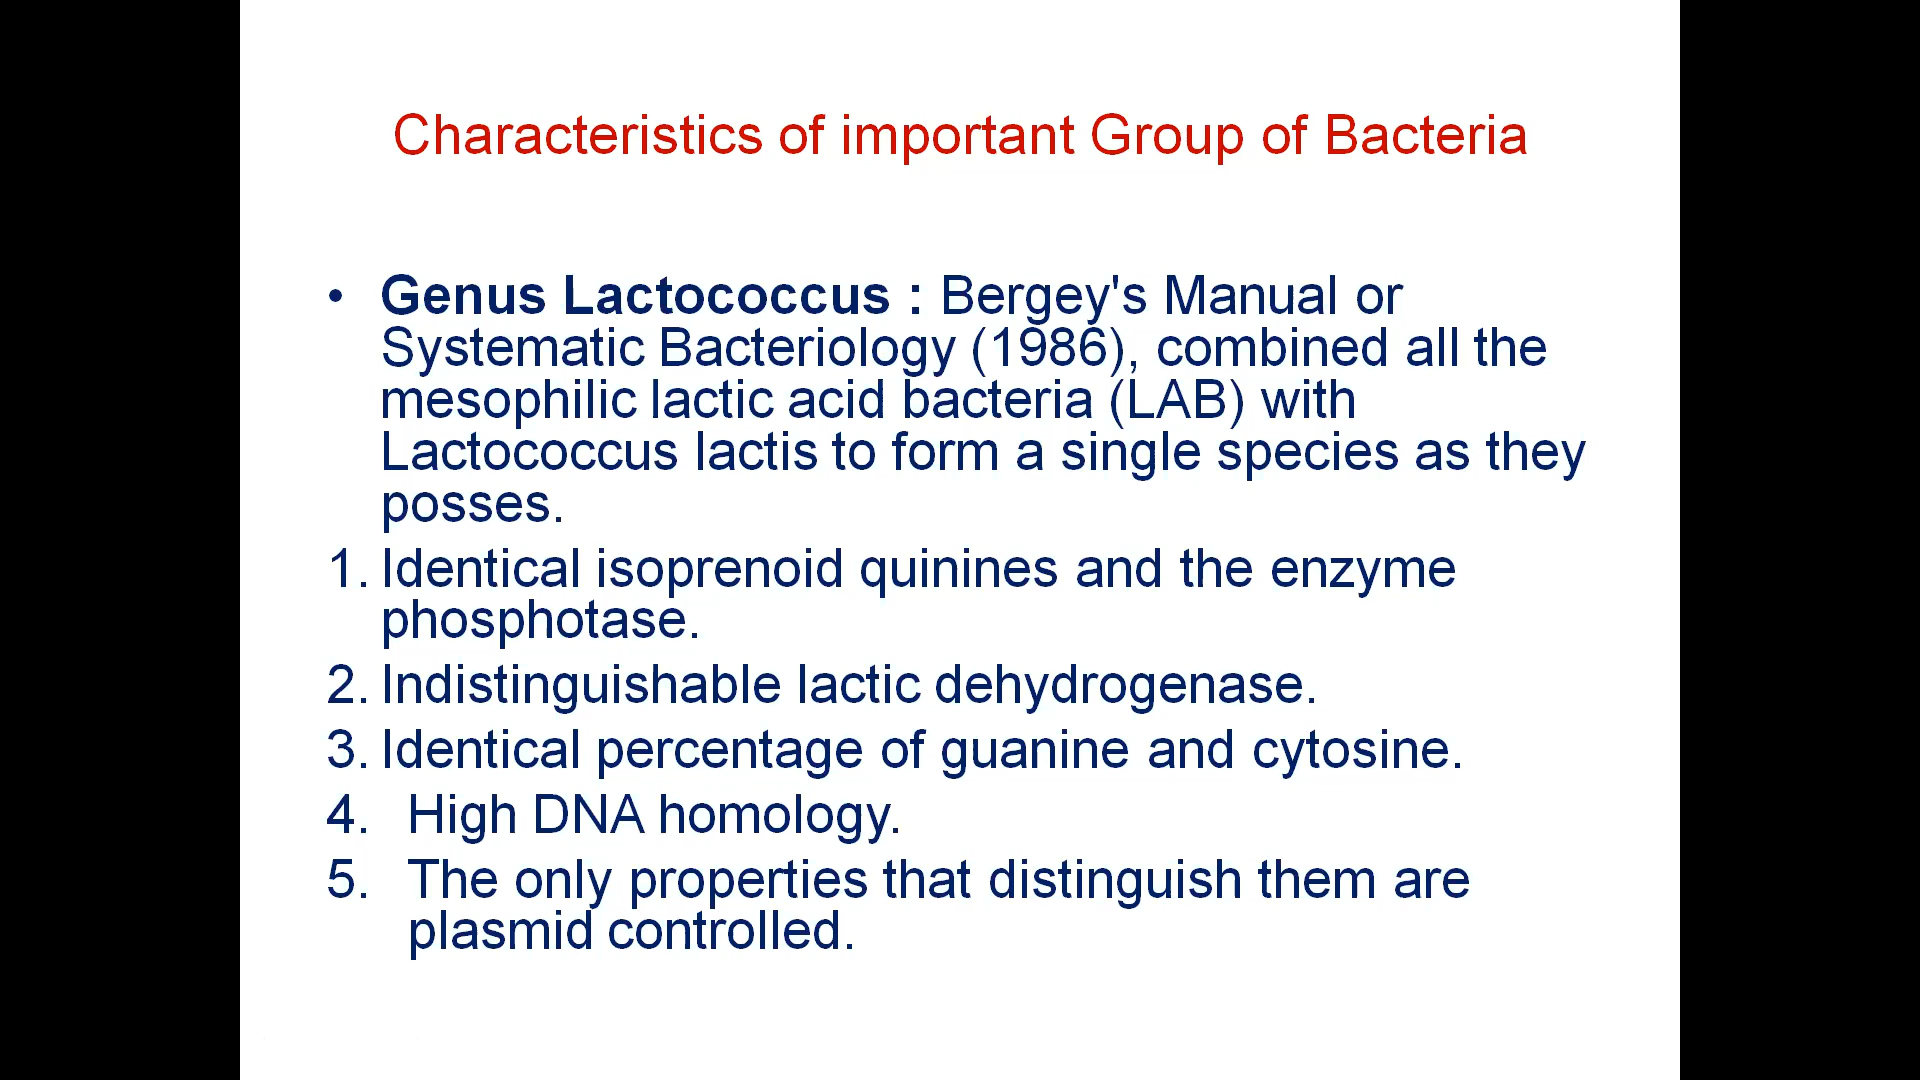 Characteristics of important Group of Bacteria
• Genus Lactococcus : Bergey's Manual or
Systematic Bacteriology (1986), combined all the
mesophilic lactic acid bacteria (LAB) with
Lactococcus lactis to form a single species as they
posses.
1. Identical isoprenoid quinines and the enzyme
phosphotase.
2. Indistinguishable lactic dehydrogenase.
3. Identical percentage of guanine and cytosine.
4. High DNA homology.
5. The only properties that distinguish them are
plasmid controlled.